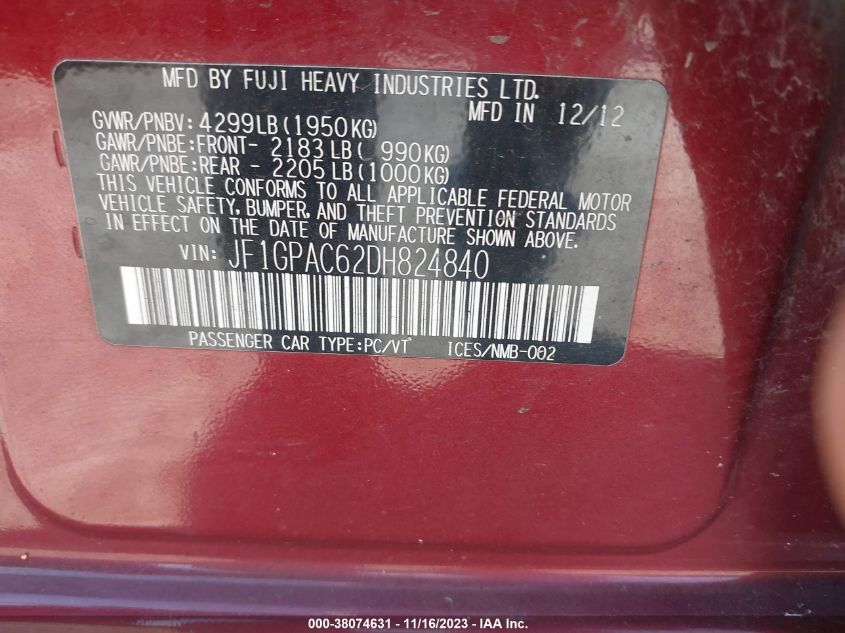 MFD BY FUJI HEAVY INDUSTRIES LTD.
MFD IN 12/12
GVWR/PNBV: 4299LB(1950KG)
GAWR/PNBE:FRONT- 2183LB( 990KG)
GAWR/PNBE:REAR - 2205LB(1000KG)
THIS VEHICLE CONFORMS TO ALL APPLICABLE FEDERAL MOTOR
VEHICLE SAFETY, BUMPER, AND THEFT PREVENTION STANDARDS
IN EFFECT ON THE DATE OF MANUFACTURE SHOWN ABOVE.
VIN: JF1GPAC62DH824840
PASSENGER CAR TYPE:PC/VT ICES/NMB-002
000-38074631 - 11/16/2023 - IAA Inc.